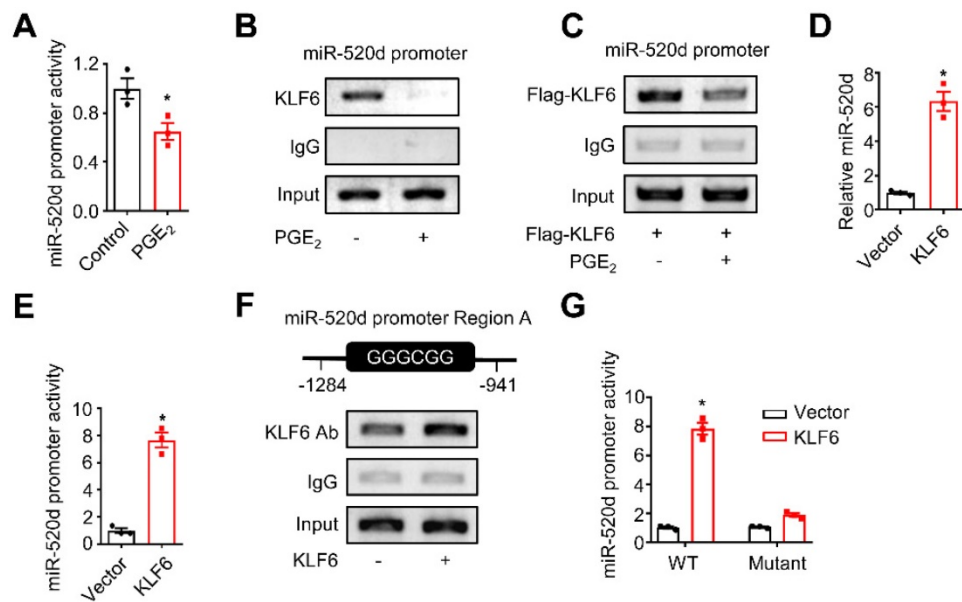 A
miR-520d promoter activity
1.2
0.8
0.4
0.0
Control
PGE₂
*
B
miR-520d promoter
KLF6
IgG
Input
PGE₂ - +
C
miR-520d promoter
Flag-KLF6
IgG
Input
Flag-KLF6 + +
PGE₂ - +
D
Relative miR-520d
8
6
4
2
0
Vector
KLF6
*
E
miR-520d promoter activity
10
8
6
4
2
0
Vector
KLF6
*
F
miR-520d promoter Region A
GGGCGG
-1284 -941
KLF6 Ab
IgG
Input
KLF6 - +
G
miR-520d promoter activity
10
8
6
4
2
0
*
Vector
KLF6
WT Mutant